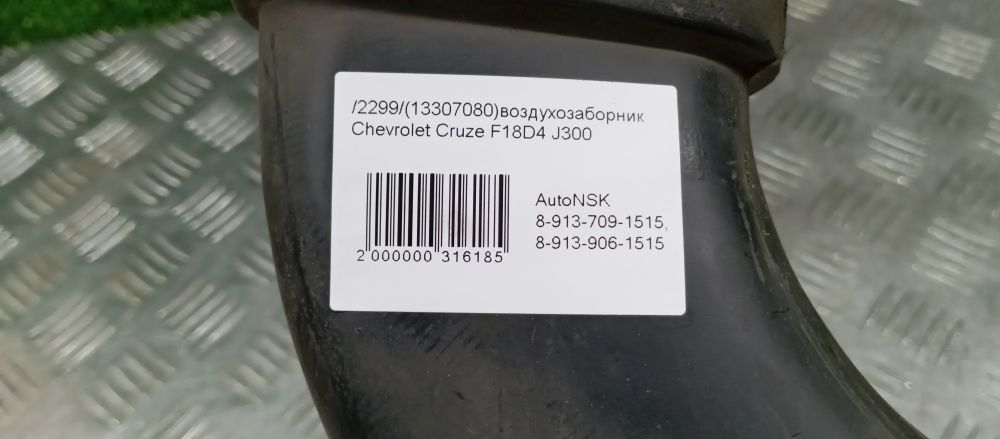 /2299/(13307080)воздухозаборник
Chevrolet Cruze F18D4 J300
AutoNSK
8-913-709-1515,
8-913-906-1515
2 000000 316185